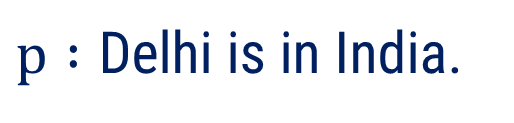 p : Delhi is in India.